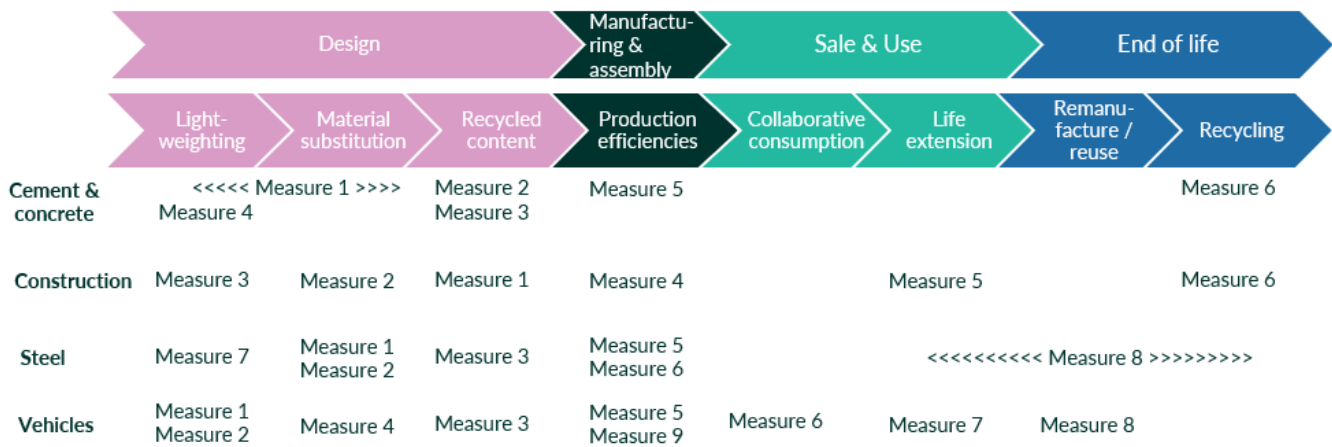 Design
Manufactu-
ring &
assembly
Sale & Use
End of life
Light-
weighting
Material
substitution
Recycled
content
Production
efficiencies
Collaborative
consumption
Life
extension
Remanu-
facture /
reuse
Recycling
Cement &
concrete
<<<<< Measure 1 >>>>
Measure 4
Measure 2
Measure 3
Measure 5
Measure 6
Construction
Measure 3
Measure 2
Measure 1
Measure 4
Measure 5
Measure 6
Steel
Measure 7
Measure 1
Measure 2
Measure 3
Measure 5
Measure 6
<<<<<<<<<< Measure 8 >>>>>>>>>
Vehicles
Measure 1
Measure 2
Measure 4
Measure 3
Measure 5
Measure 9
Measure 6
Measure 7
Measure 8